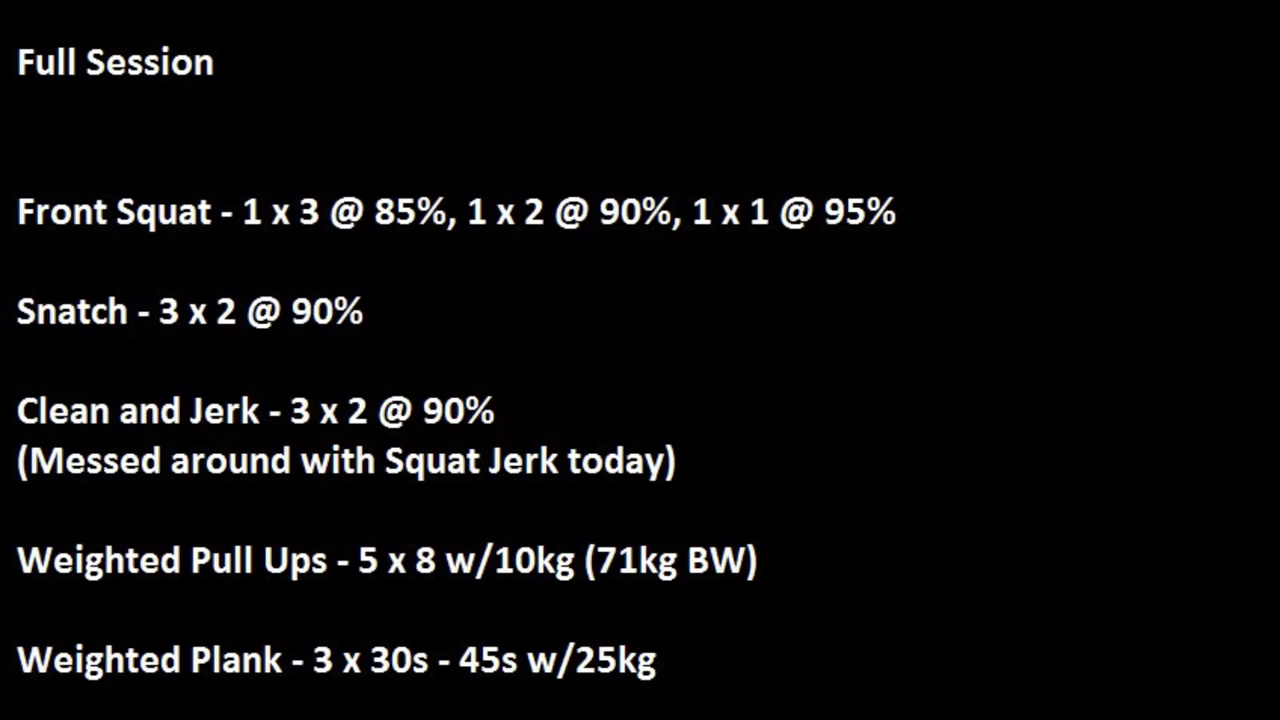 Full Session
Front Squat - 1 x 3 @ 85%, 1 x 2 @ 90%, 1 x 1 @ 95%
Snatch - 3 x 2 @ 90%
Clean and Jerk - 3 x 2 @ 90%
(Messed around with Squat Jerk today)
Weighted Pull Ups - 5 x 8 w/10kg (71kg BW)
Weighted Plank - 3 x 30s - 45s w/25kg